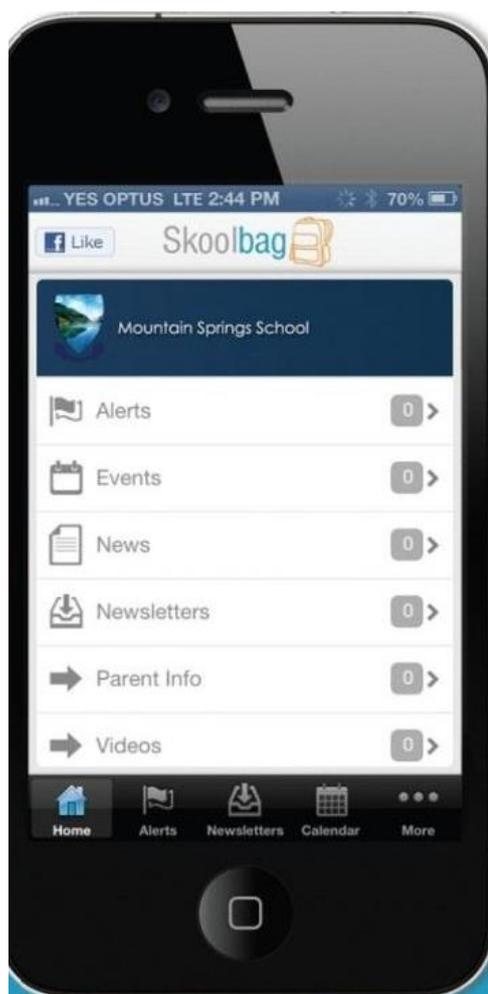 YES OPTUS LTE 2:44 PM 70%
f Like Skoolbag
Mountain Springs School
Alerts 0
Events 0
News 0
Newsletters 0
Parent Info 0
Videos 0
Home Alerts Newsletters Calendar More